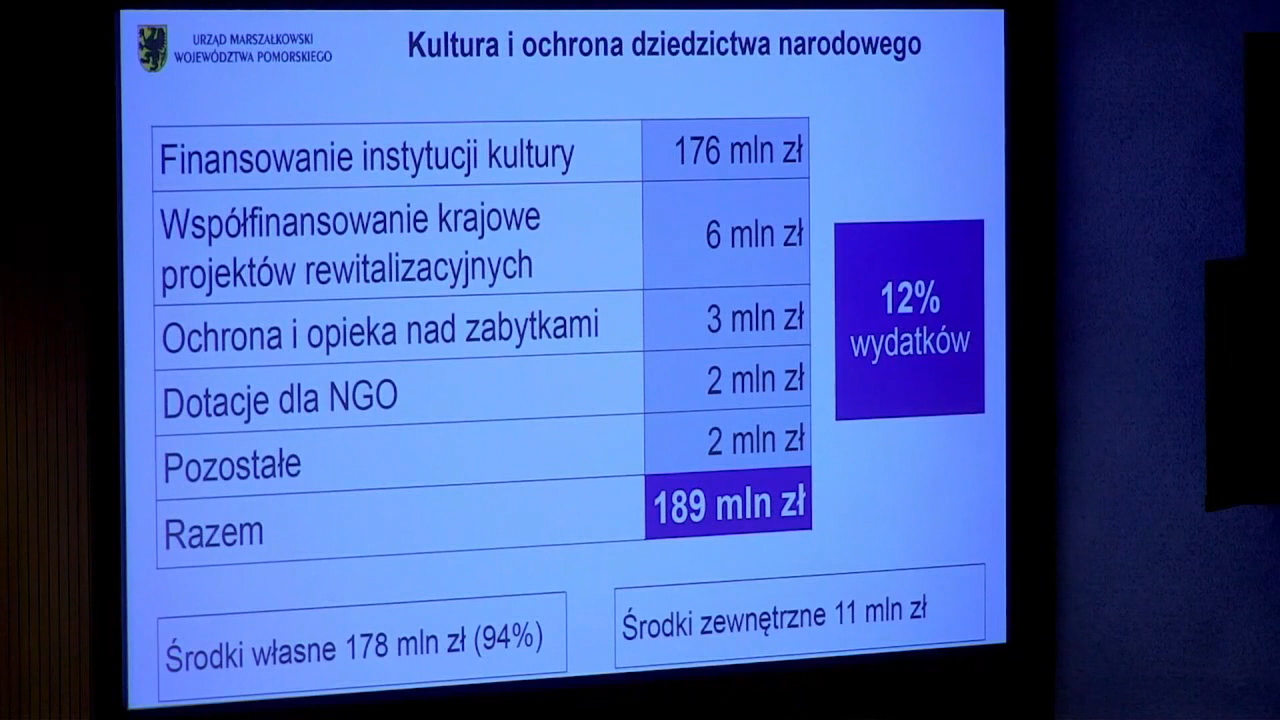 URZĄD MARSZAŁKOWSKI
WOJEWÓDZTWA POMORSKIEGO
Kultura i ochrona dziedzictwa narodowego
Finansowanie instytucji kultury 176 mln zł
Współfinansowanie krajowe
projektów rewitalizacyjnych 6 mln zł
Ochrona i opieka nad zabytkami 3 mln zł
Dotacje dla NGO 2 mln zł
Pozostałe 2 mln zł
Razem 189 mln zł
12%
wydatków
Środki własne 178 mln zł (94%)
Środki zewnętrzne 11 mln zł